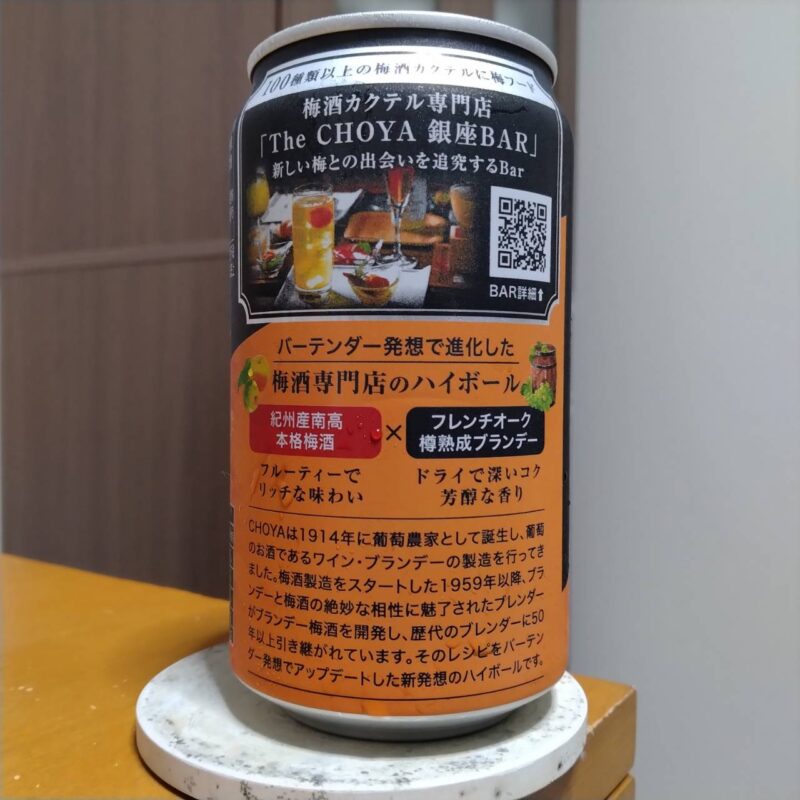 100種類以上の梅酒カクテルに梅フード
梅酒カクテル専門店
「The CHOYA 銀座BAR」
新しい梅との出会いを追究するBar
BAR詳細⬆
バーテンダー発想で進化した
梅酒専門店のハイボール
紀州産南高
本格梅酒
×
フレンチオーク
樽熟成ブランデー
フルーティーで
リッチな味わい
ドライで深いコク
芳醇な香り
CHOYAは1914年に葡萄農家として誕生し、葡萄
のお酒であるワイン・ブランデーの製造を行ってき
ました。梅酒製造をスタートした1959年以降、ブラ
ンデーと梅酒の絶妙な相性に魅了されたブレンダー
がブランデー梅酒を開発し、歴代のブレンダーに50
年以上引き継がれています。そのレシピをバーテン
ダー発想でアップデートした新発想のハイボールです。